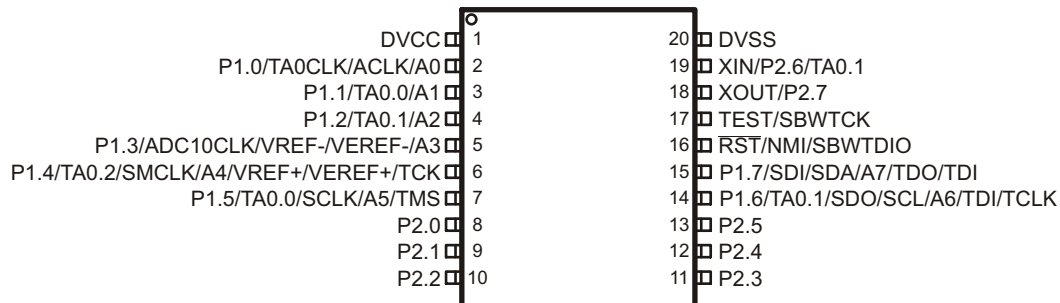 DVCC 1 20 DVSS
P1.0/TA0CLK/ACLK/A0 2 19 XIN/P2.6/TA0.1
P1.1/TA0.0/A1 3 18 XOUT/P2.7
P1.2/TA0.1/A2 4 17 TEST/SBWTCK
P1.3/ADC10CLK/VREF-/VEREF-/A3 5 16 RST/NMI/SBWTDIO
P1.4/TA0.2/SMCLK/A4/VREF+/VEREF+/TCK 6 15 P1.7/SDI/SDA/A7/TDO/TDI
P1.5/TA0.0/SCLK/A5/TMS 7 14 P1.6/TA0.1/SDO/SCL/A6/TDI/TCLK
P2.0 8 13 P2.5
P2.1 9 12 P2.4
P2.2 10 11 P2.3